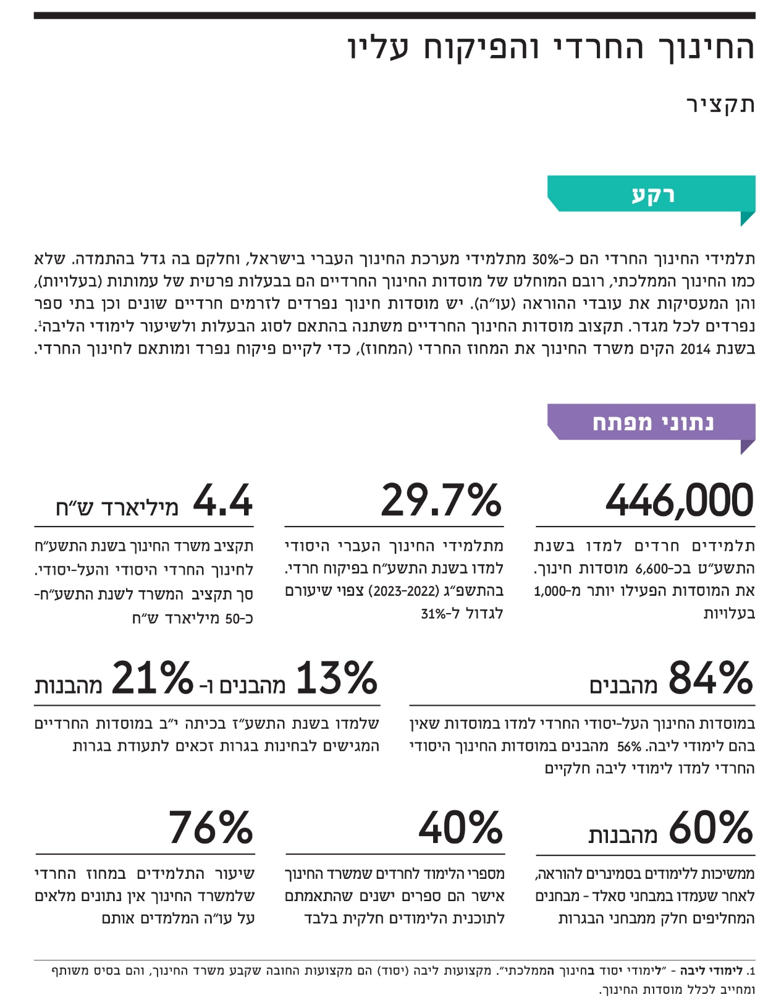 החינוך החרדי והפיקוח עליו
תקציר
רקע
תלמידי החינוך החרדי הם כ-30% מתלמידי מערכת החינוך העברי בישראל, וחלקם בה גדל בהתמדה. שלא
כמו החינוך הממלכתי, רובם המוחלט של מוסדות החינוך החרדיים הם בבעלות פרטית של עמותות (בעלויות),
והן המעסיקות את עובדי ההוראה (עו"ה). יש מוסדות חינוך נפרדים לזרמים חרדיים שונים וכן בתי ספר
נפרדים לכל מגדר. תקצוב מוסדות החינוך החרדיים משתנה בהתאם לסוג הבעלות ולשיעור לימודי הליבה¹.
בשנת 2014 הקים משרד החינוך את המחוז החרדי (המחוז), כדי לקיים פיקוח נפרד ומותאם לחינוך החרדי.
נתוני מפתח
446,000
תלמידים חרדים למדו בשנת
התשע"ט בכ-6,600 מוסדות חינוך.
את המוסדות הפעילו יותר מ-1,000
בעלויות
29.7%
מתלמידי החינוך העברי היסודי
למדו בשנת התשע"ח בפיקוח חרדי.
בהתשפ"ג (2023-2022) צפוי שיעורם
לגדול ל-31%
4.4 מיליארד ש"ח
תקציב משרד החינוך בשנת התשע"ח
לחינוך החרדי היסודי והעל-יסודי.
סך תקציב המשרד לשנת התשע"ח-
כ-50 מיליארד ש"ח
84% מהבנים
במוסדות החינוך העל-יסודי החרדי למדו במוסדות שאין
בהם לימודי ליבה. 56% מהבנים במוסדות החינוך היסודי
החרדי למדו לימודי ליבה חלקיים
13% מהבנים ו- 21% מהבנות
שלמדו בשנת התשע"ז בכיתה י"ב במוסדות החרדיים
המגישים לבחינות בגרות זכאים לתעודת בגרות
60% מהבנות
ממשיכות ללימודים בסמינרים להוראה,
לאחר שעמדו במבחני סאלד - מבחנים
המחליפים חלק ממבחני הבגרות
40%
מספרי הלימוד לחרדים שמשרד החינוך
אישר הם ספרים ישנים שהתאמתם
לתוכנית הלימודים חלקית בלבד
76%
שיעור התלמידים במחוז החרדי
שלמשרד החינוך אין נתונים מלאים
על עו"ה המלמדים אותם
1. לימודי ליבה - "לימודי יסוד בחינוך הממלכתי". מקצועות ליבה (יסוד) הם מקצועות החובה שקבע משרד החינוך, והם בסיס משותף
ומחייב לכלל מוסדות החינוך.